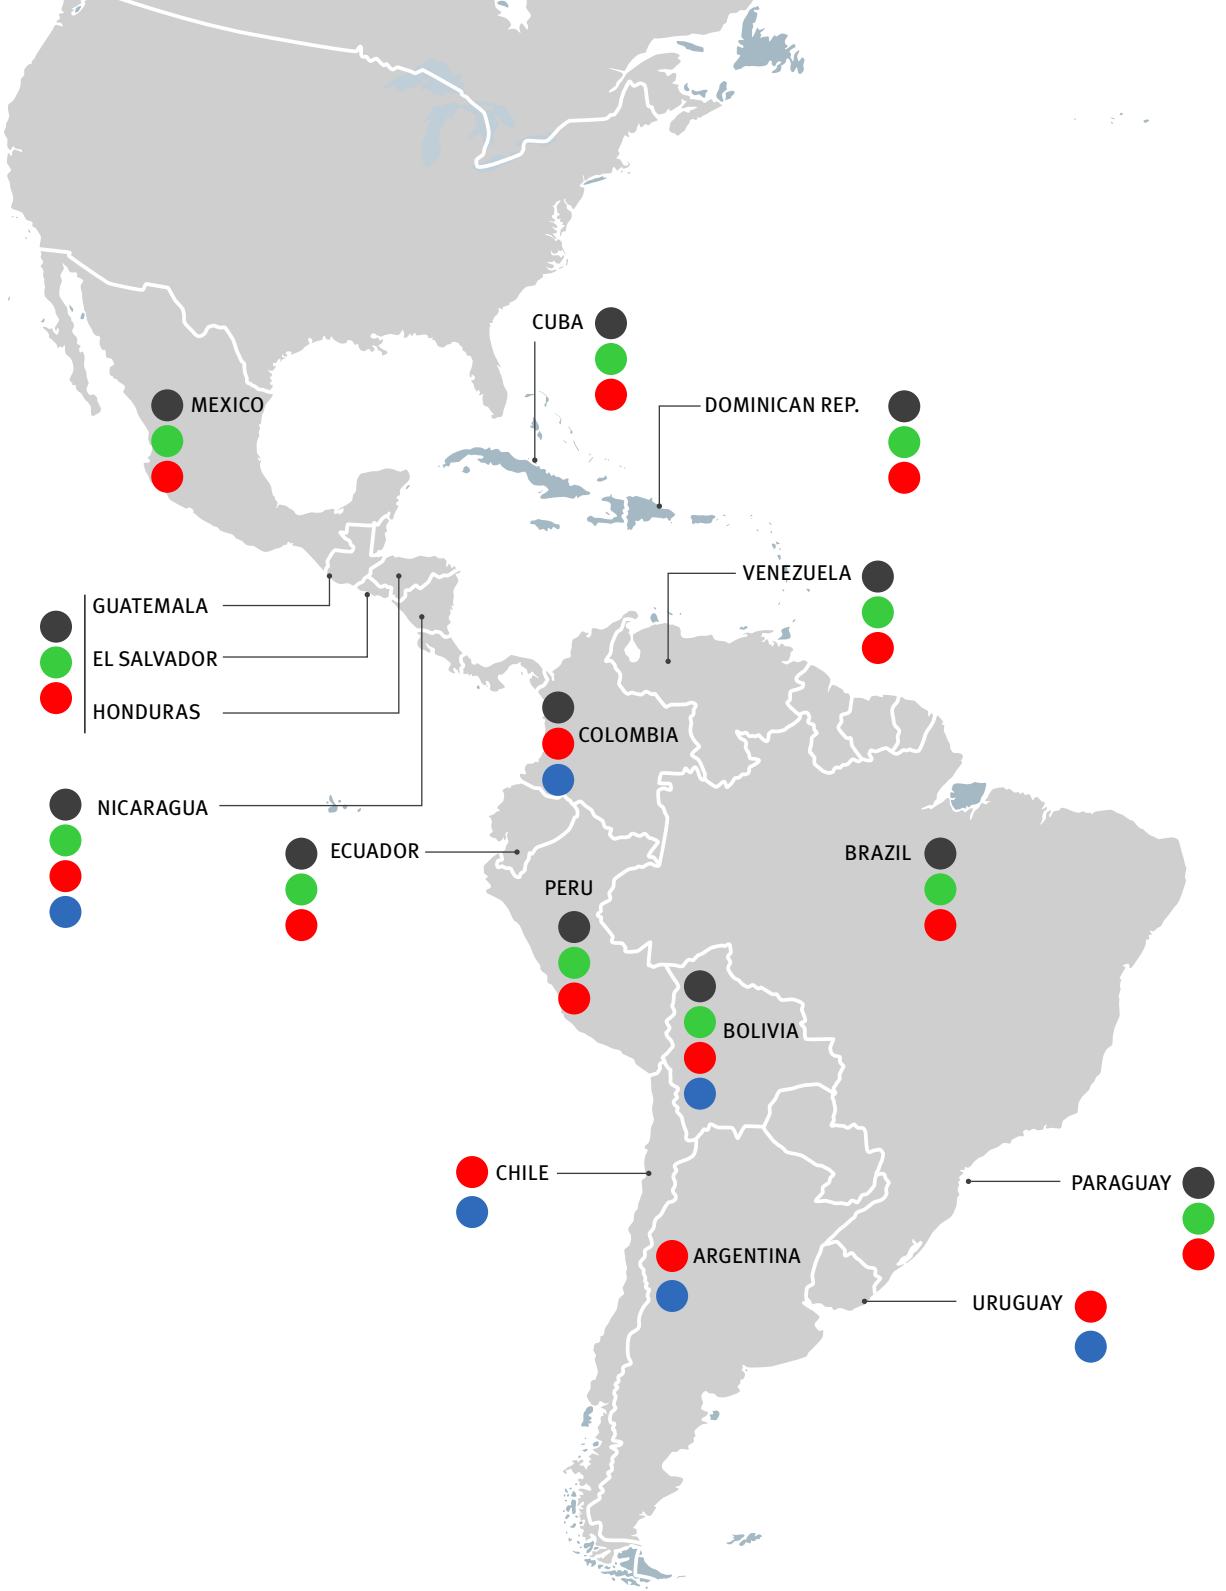 CUBA
MEXICO
DOMINICAN REP.
VENEZUELA
GUATEMALA
EL SALVADOR
HONDURAS
COLOMBIA
NICARAGUA
ECUADOR
BRAZIL
PERU
BOLIVIA
CHILE
PARAGUAY
ARGENTINA
URUGUAY